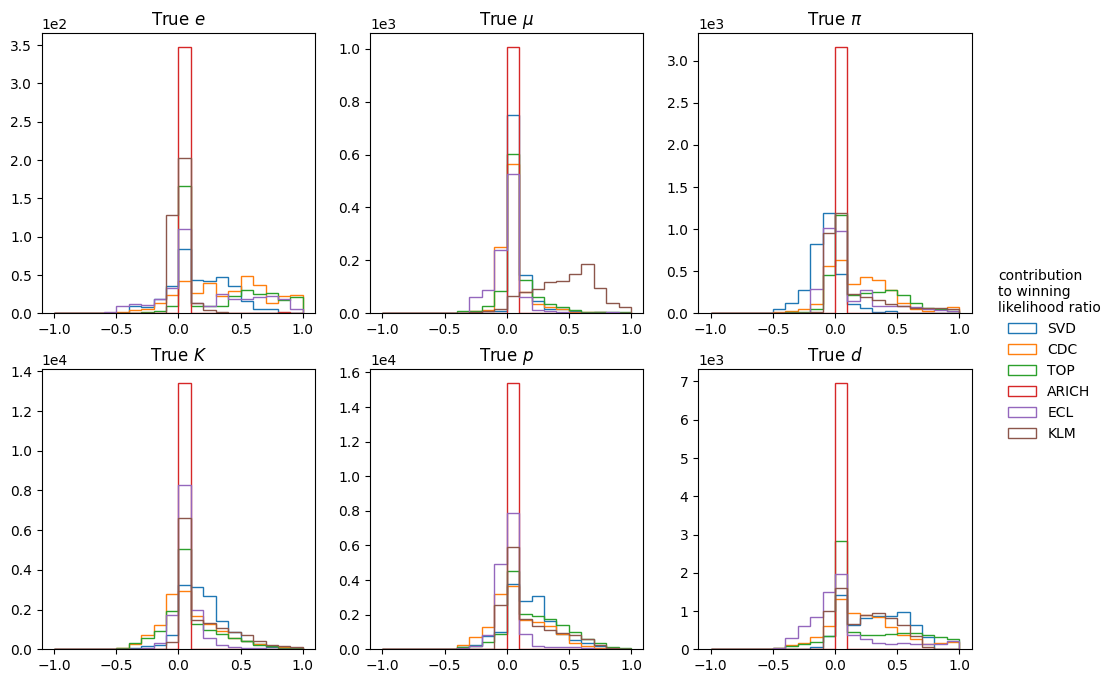 True e
True μ
True π
1e2
1e3
1e3
3.5
3.0
2.5
2.0
1.5
1.0
0.5
0.0
1.0
0.8
0.6
0.4
0.2
0.0
3.0
2.5
2.0
1.5
1.0
0.5
0.0
−1.0 −0.5 0.0 0.5 1.0
−1.0 −0.5 0.0 0.5 1.0
−1.0 −0.5 0.0 0.5 1.0
True K
True p
True d
1e4
1e4
1e3
1.4
1.2
1.0
0.8
0.6
0.4
0.2
0.0
1.6
1.4
1.2
1.0
0.8
0.6
0.4
0.2
0.0
7
6
5
4
3
2
1
0
−1.0 −0.5 0.0 0.5 1.0
−1.0 −0.5 0.0 0.5 1.0
−1.0 −0.5 0.0 0.5 1.0
contribution
to winning
likelihood ratio
SVD
CDC
TOP
ARICH
ECL
KLM